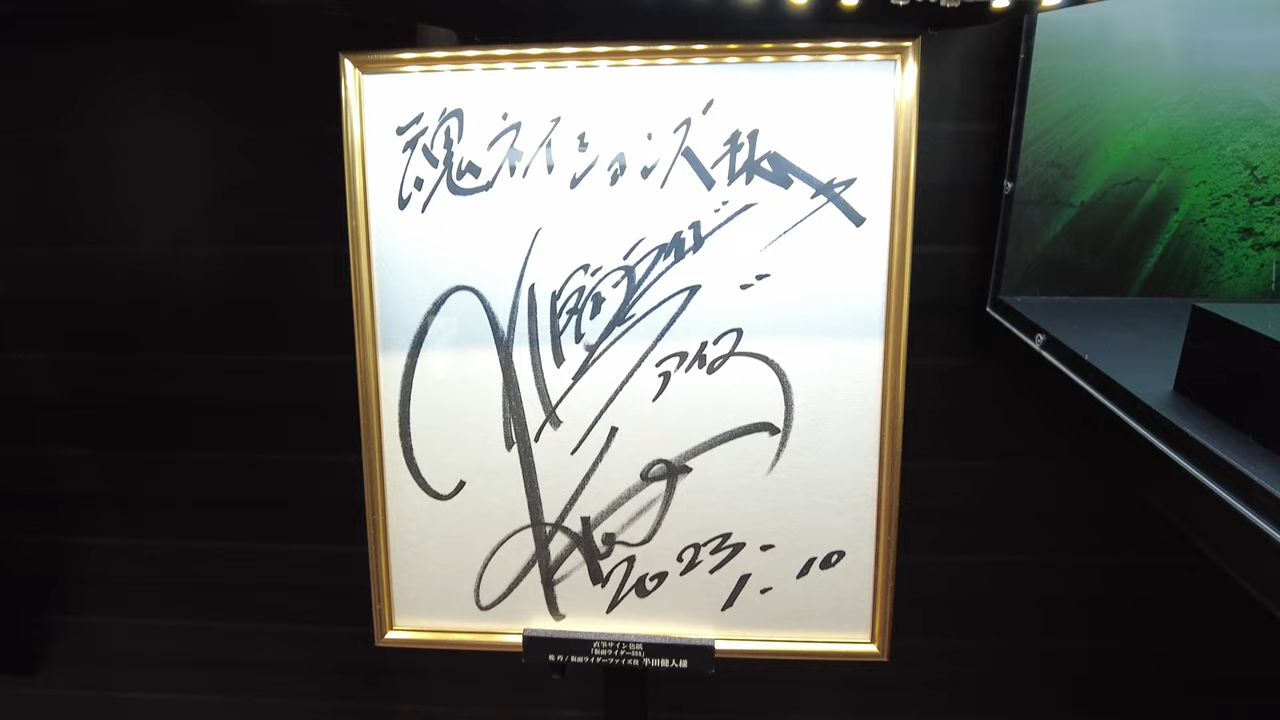 魂ネイションズ様
仮面ライダー
ファイズ
2023.
1.10
直筆サイン色紙
「仮面ライダー555」
乾 巧 / 仮面ライダーファイズ役 半田健人様